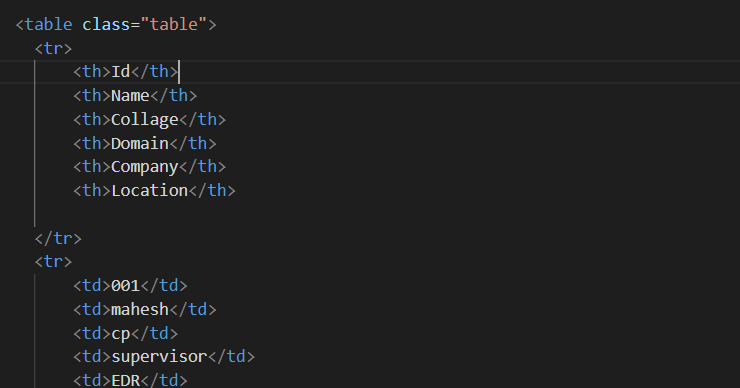 <table class="table">
<tr>
<th>Id</th>
<th>Name</th>
<th>Collage</th>
<th>Domain</th>
<th>Company</th>
<th>Location</th>
</tr>
<tr>
<td>001</td>
<td>mahesh</td>
<td>cp</td>
<td>supervisor</td>
<td>EDR</td>